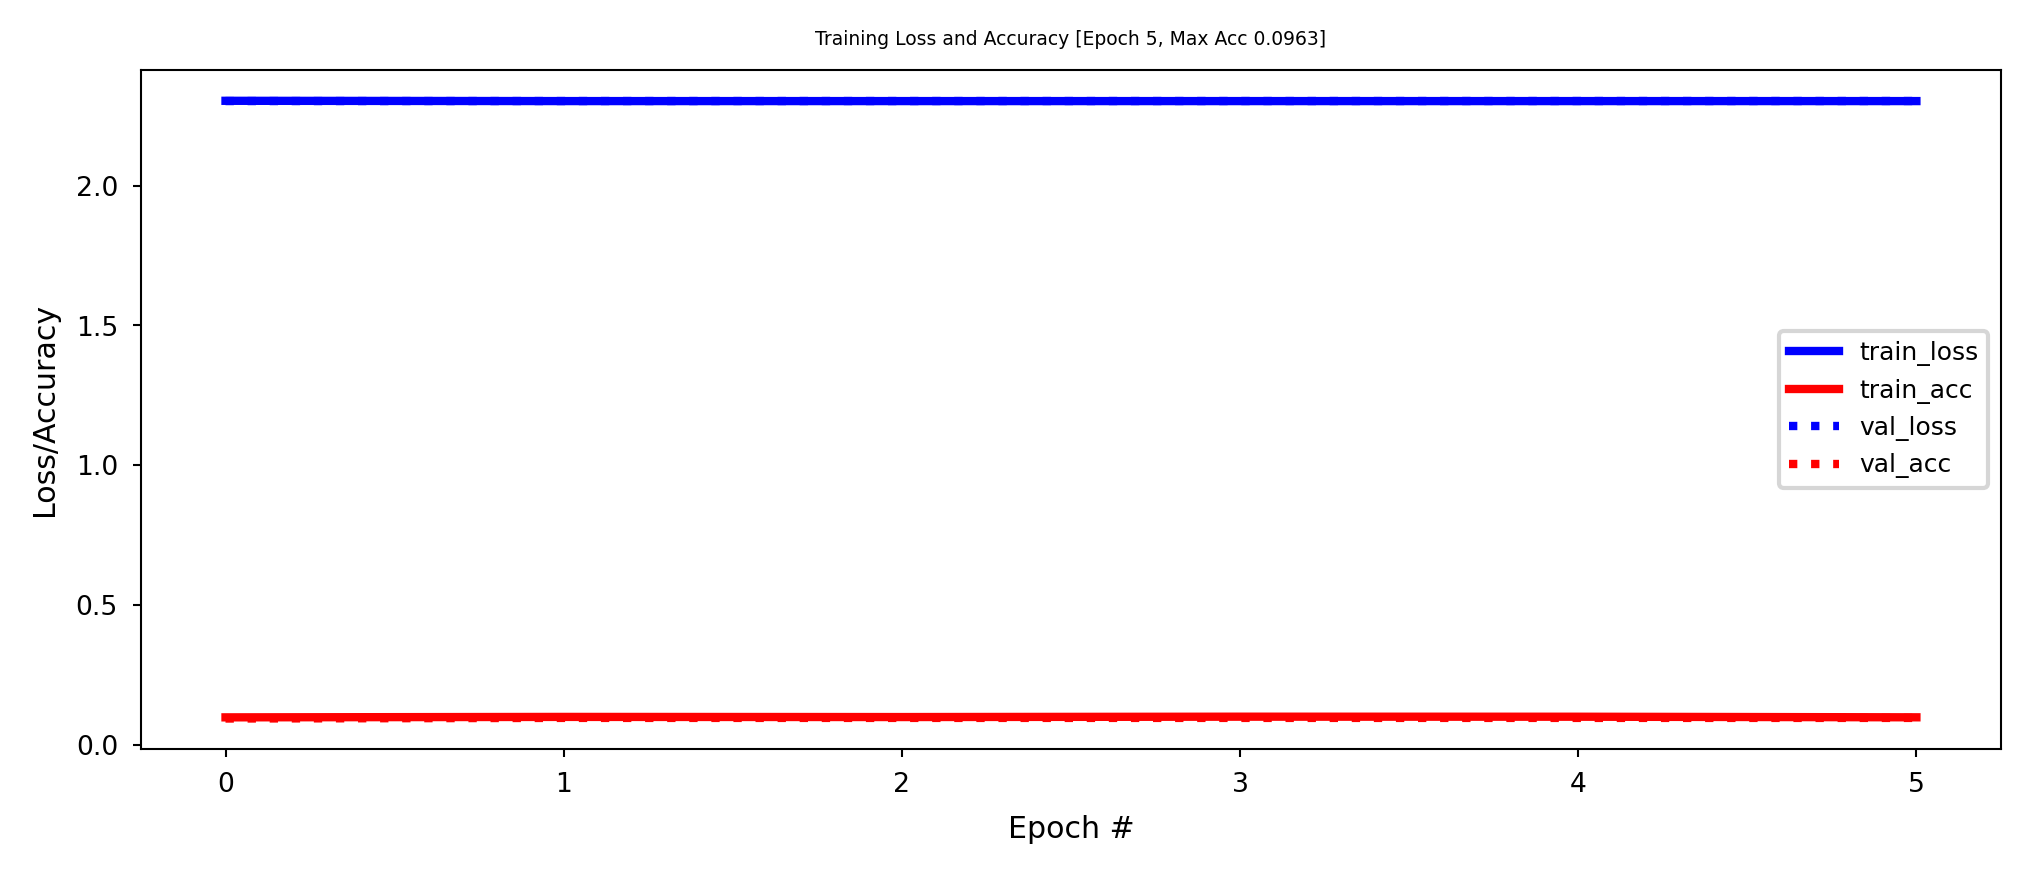 Training Loss and Accuracy [Epoch 5, Max Acc 0.0963]
Loss/Accuracy
2.0
1.5
1.0
0.5
0.0
train_loss
train_acc
val_loss
val_acc
0 1 2 3 4 5
Epoch #